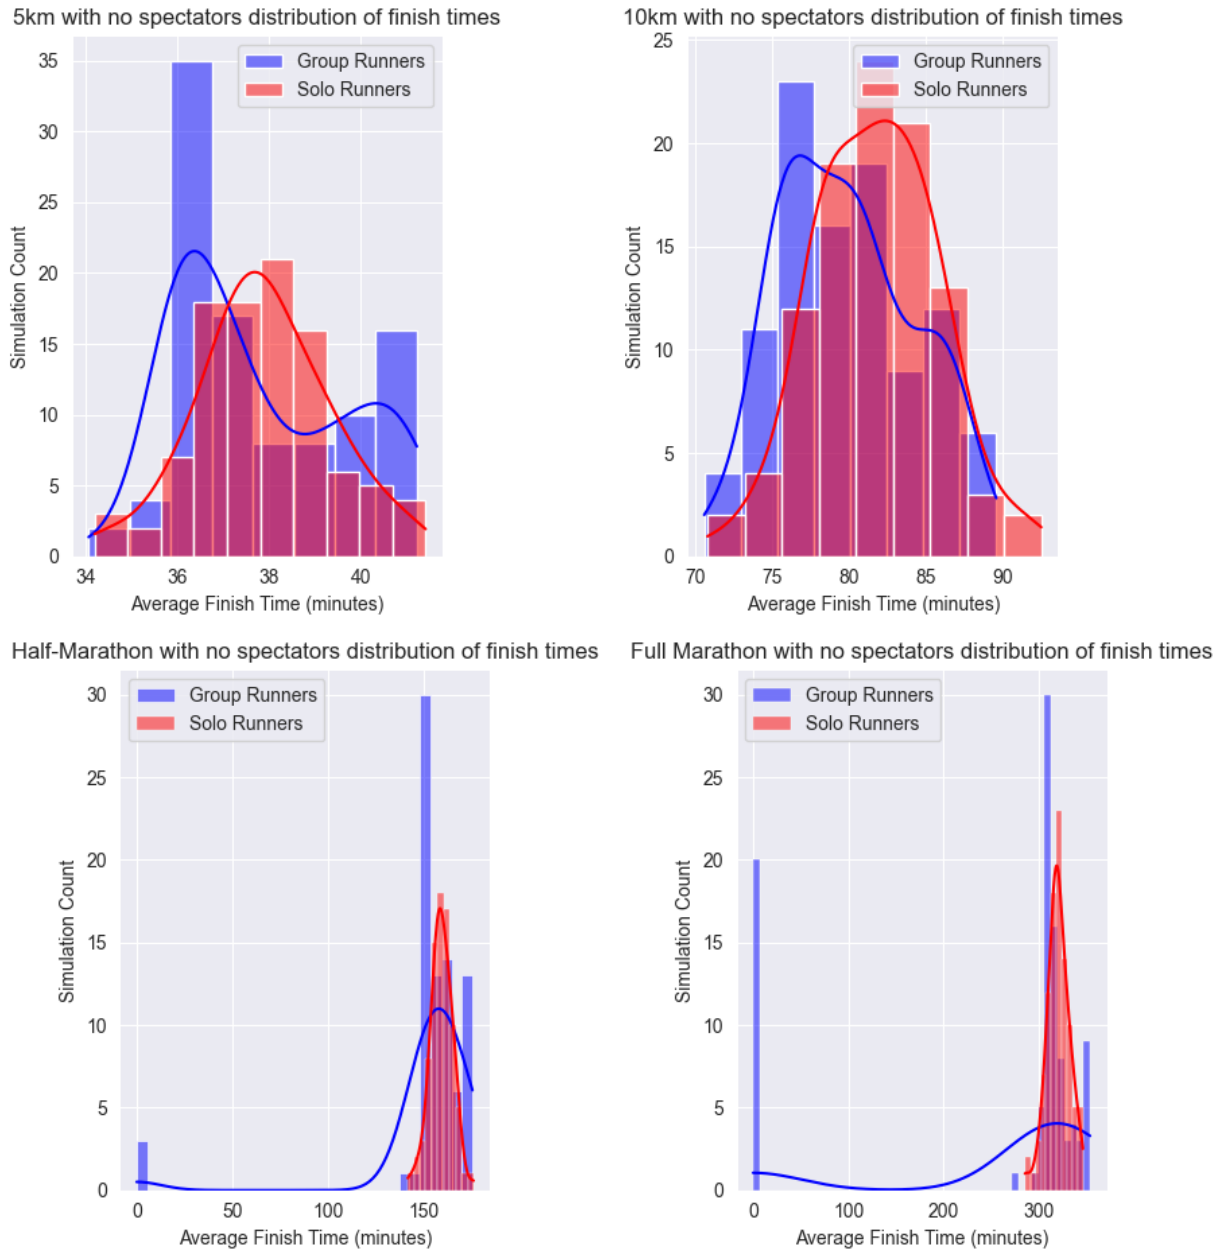 5km with no spectators distribution of finish times
Group Runners
Solo Runners
35
30
25
20
15
10
5
0
Simulation Count
34
36
38
40
Average Finish Time (minutes)
10km with no spectators distribution of finish times
Group Runners
Solo Runners
25
20
15
10
5
0
Simulation Count
70
75
80
85
90
Average Finish Time (minutes)
Half-Marathon with no spectators distribution of finish times
Group Runners
Solo Runners
30
25
20
15
10
5
0
Simulation Count
0
50
100
150
Average Finish Time (minutes)
Full Marathon with no spectators distribution of finish times
Group Runners
Solo Runners
30
25
20
15
10
5
0
Simulation Count
0
100
200
300
Average Finish Time (minutes)